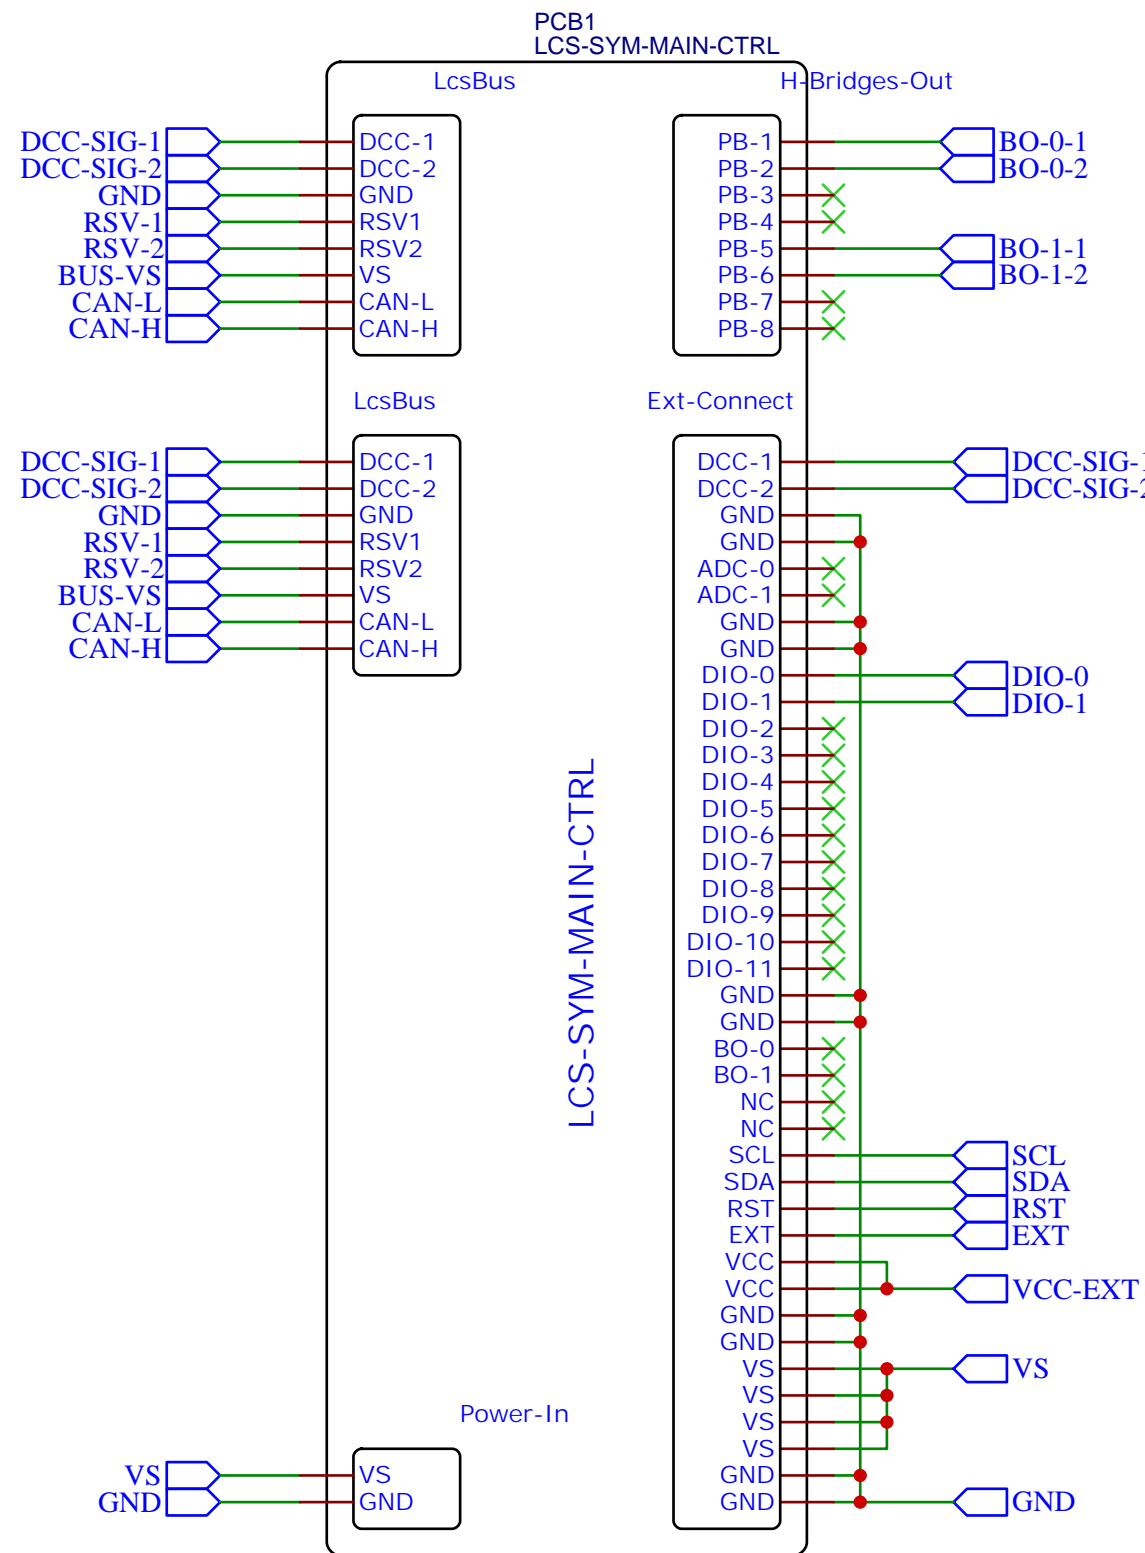 PCB1
LCS-SYM-MAIN-CTRL
LcsBus
DCC-SIG-1 DCC-1
DCC-SIG-2 DCC-2
GND GND
RSV-1 RSV1
RSV-2 RSV2
BUS-VS VS
CAN-L CAN-L
CAN-H CAN-H
H-Bridges-Out
PB-1 BO-0-1
PB-2 BO-0-2
PB-3
PB-4
PB-5 BO-1-1
PB-6 BO-1-2
PB-7
PB-8
LcsBus
DCC-SIG-1 DCC-1
DCC-SIG-2 DCC-2
GND GND
RSV-1 RSV1
RSV-2 RSV2
BUS-VS VS
CAN-L CAN-L
CAN-H CAN-H
Ext-Connect
DCC-1 DCC-SIG-1
DCC-2 DCC-SIG-2
GND
GND
ADC-0
ADC-1
GND
GND
DIO-0 DIO-0
DIO-1 DIO-1
DIO-2
DIO-3
DIO-4
DIO-5
DIO-6
DIO-7
DIO-8
DIO-9
DIO-10
DIO-11
GND
GND
BO-0
BO-1
NC
NC
SCL SCL
SDA SDA
RST RST
EXT EXT
VCC
VCC VCC-EXT
GND
GND
VS VS
VS
VS
VS
GND
GND GND
LCS-SYM-MAIN-CTRL
Power-In
VS VS
GND GND